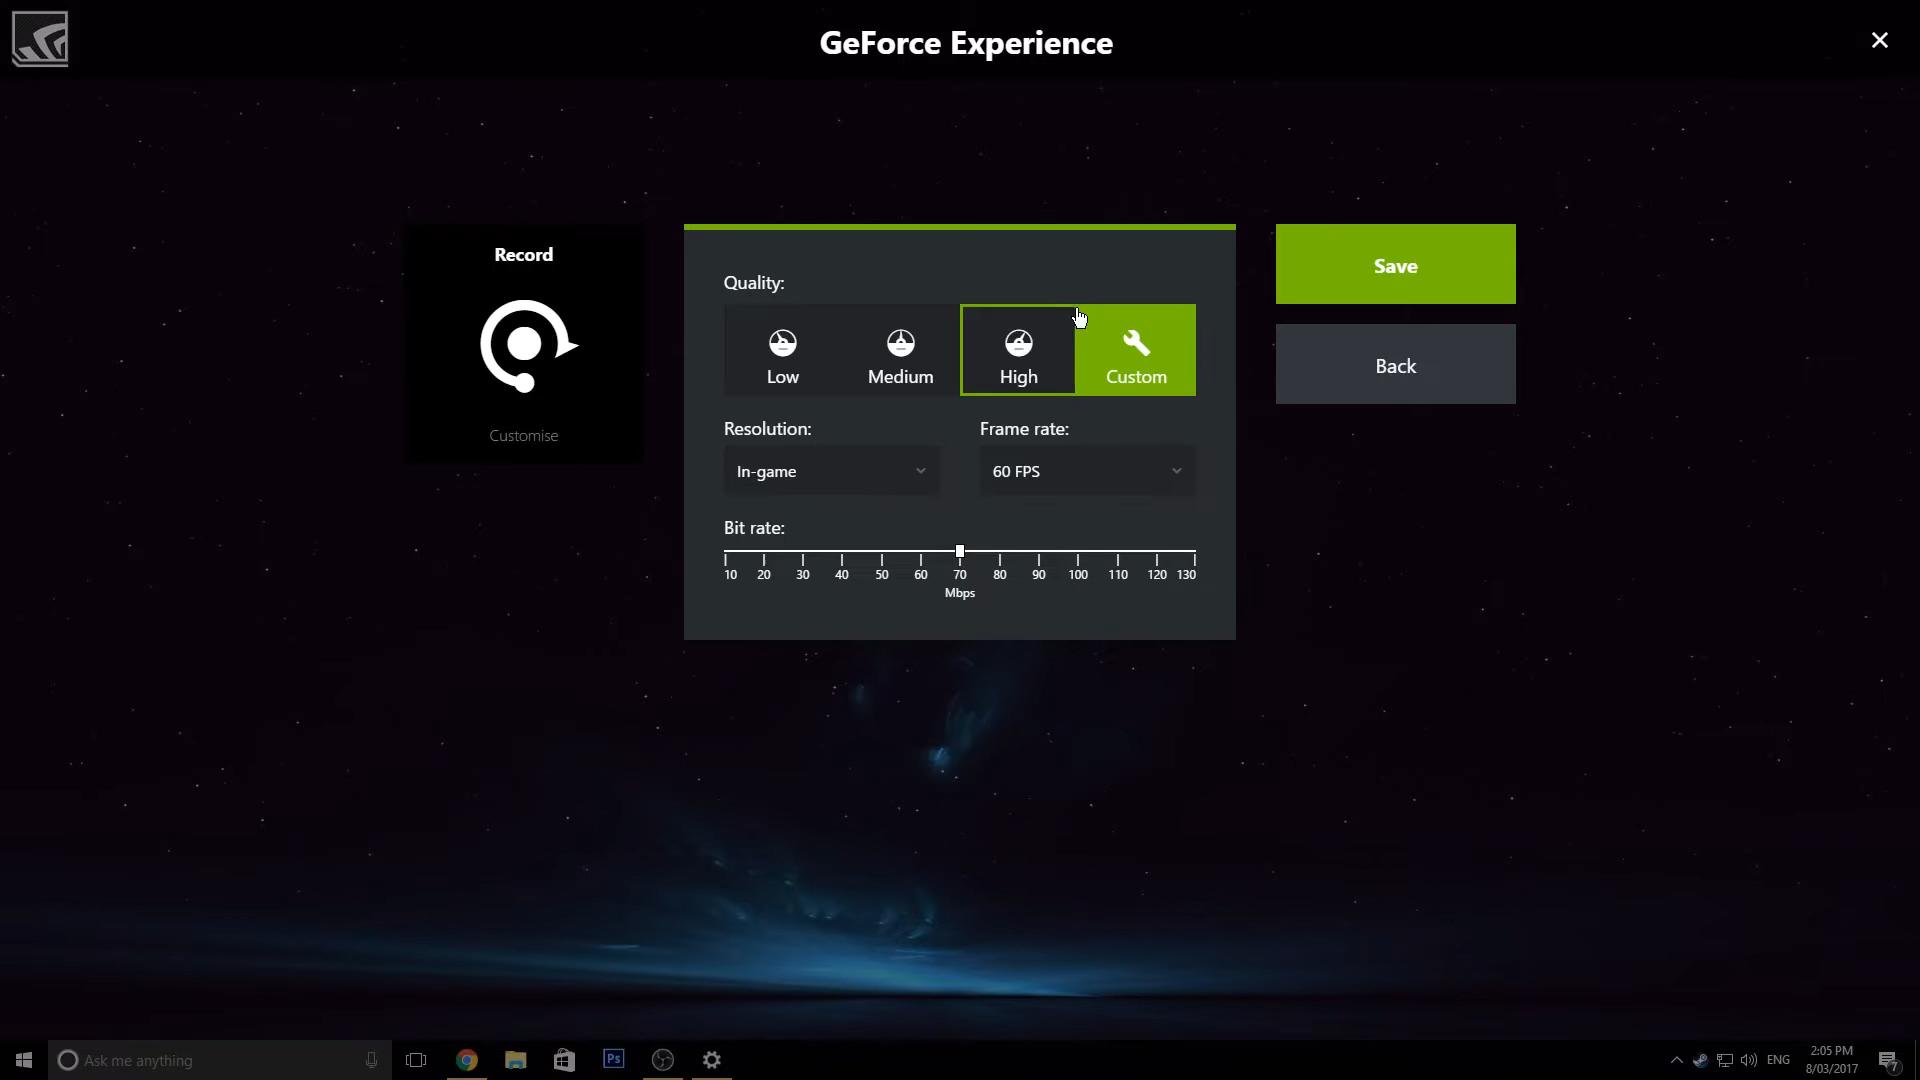 GeForce Experience
Record
Customise
Quality:
Low
Medium
High
Custom
Resolution:
Frame rate:
In-game
60 FPS
Bit rate:
10 20 30 40 50 60 70 80 90 100 110 120 130
Mbps
Save
Back
Ask me anything
Ps
ENG
2:05 PM
8/03/2017
7